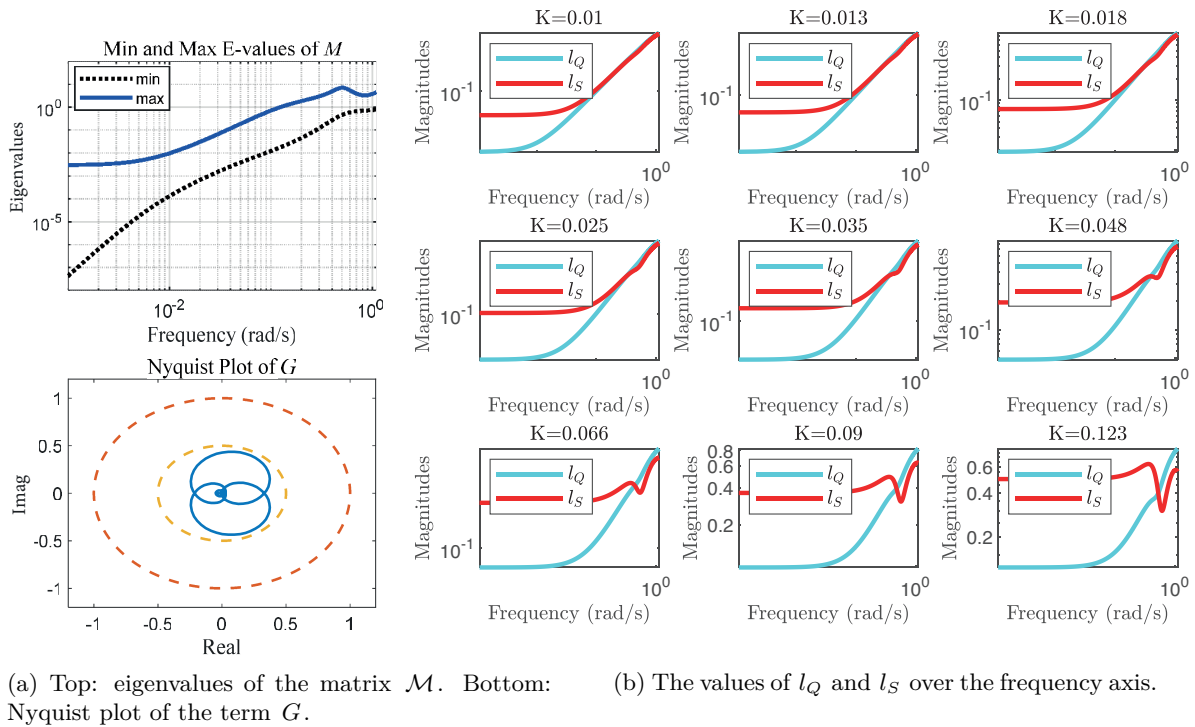 Min and Max E-values of M
min
max
Eigenvalues
10^0
10^-5
10^-2
10^0
Frequency (rad/s)
Nyquist Plot of G
Imag
1
0.5
0
-0.5
-1
-1
-0.5
0
0.5
1
Real
(a) Top: eigenvalues of the matrix M. Bottom:
Nyquist plot of the term G.
K=0.01
Magnitudes
10^-1
l_Q
l_S
10^0
Frequency (rad/s)
K=0.013
Magnitudes
10^-1
l_Q
l_S
10^0
Frequency (rad/s)
K=0.018
Magnitudes
10^-1
l_Q
l_S
10^0
Frequency (rad/s)
K=0.025
Magnitudes
10^-1
l_Q
l_S
10^0
Frequency (rad/s)
K=0.035
Magnitudes
10^-1
l_Q
l_S
10^0
Frequency (rad/s)
K=0.048
Magnitudes
10^-1
l_Q
l_S
10^0
Frequency (rad/s)
K=0.066
Magnitudes
10^-1
l_Q
l_S
10^0
Frequency (rad/s)
K=0.09
Magnitudes
0.8
0.6
0.4
0.2
l_Q
l_S
10^0
Frequency (rad/s)
K=0.123
Magnitudes
0.6
0.4
0.2
l_Q
l_S
10^0
Frequency (rad/s)
(b) The values of l_Q and l_S over the frequency axis.